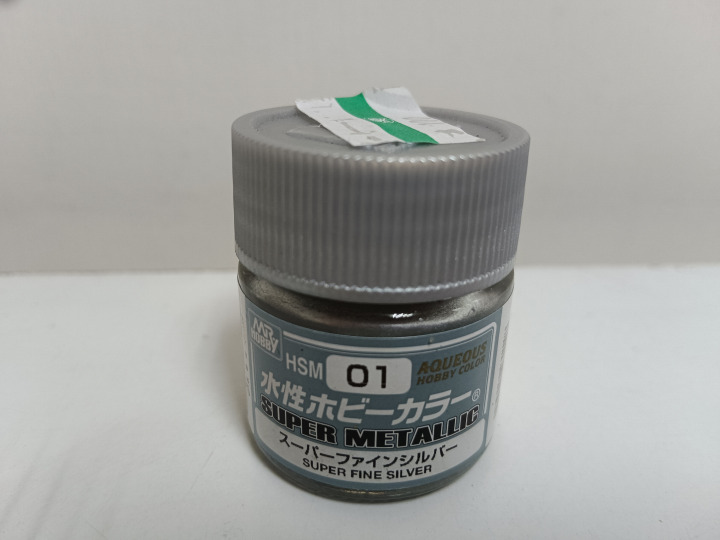 MR.
HOBBY
HSM 01
AQUEOUS
HOBBY COLOR
水性ホビーカラー®
SUPER METALLIC
スーパーファインシルバー
SUPER FINE SILVER